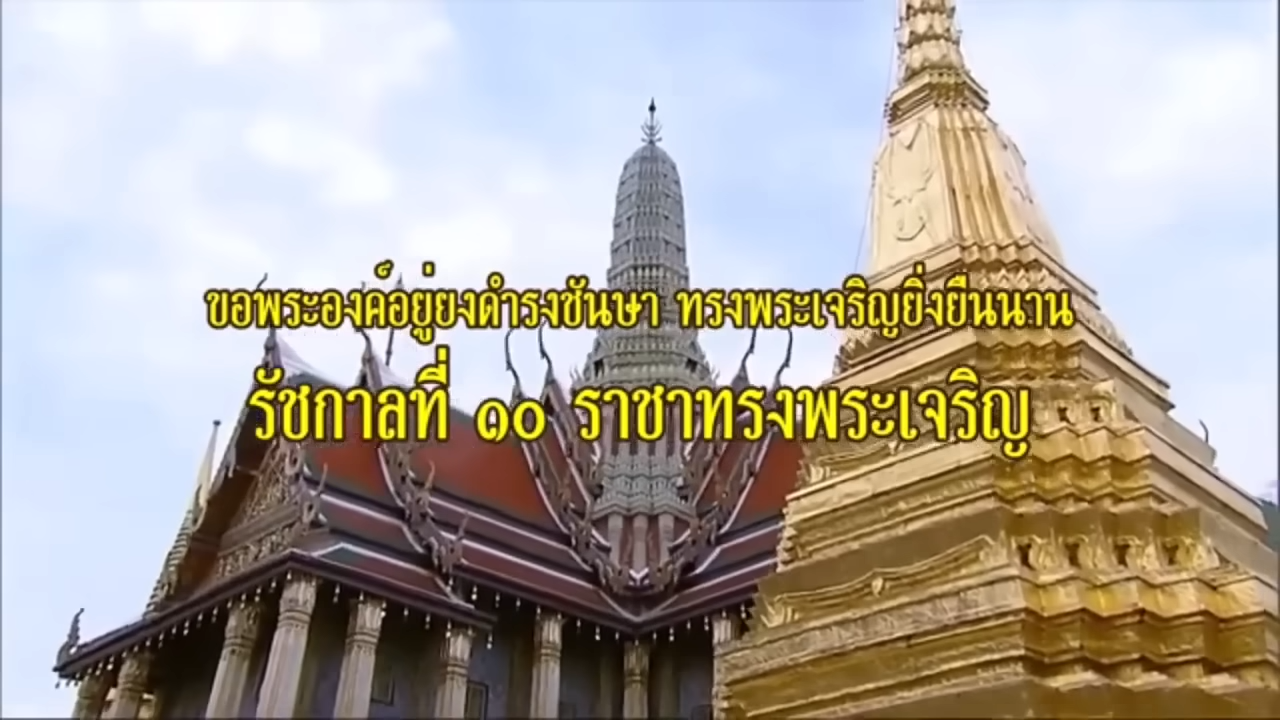 ขอพระองค์อยู่ยงดำรงชันษา ทรงพระเจริญยิ่งยืนนาน
รัชกาลที่ ๑๐ ราชาทรงพระเจริญ